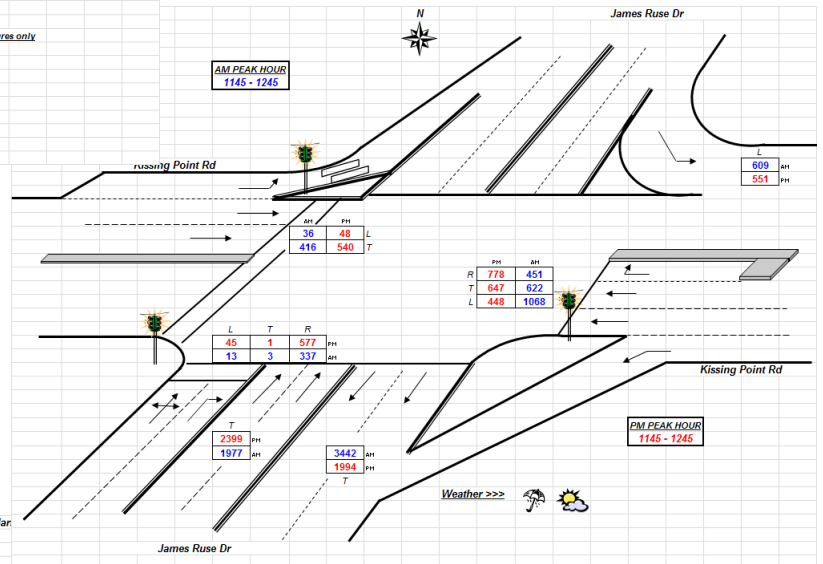 N
James Ruse Dr
res only
AM PEAK HOUR
1145 - 1245
Kissing Point Rd
L
609 AM
551 PM
AM PM
36 48 L
416 540 T
PM AM
R 778 451
T 647 622
L 448 1068
L T R
45 1 577 PM
13 3 337 AM
Kissing Point Rd
T
2399 PM
1977 AM
3442 AM
1994 PM
T
PM PEAK HOUR
1145 - 1245
Weather >>>
James Ruse Dr